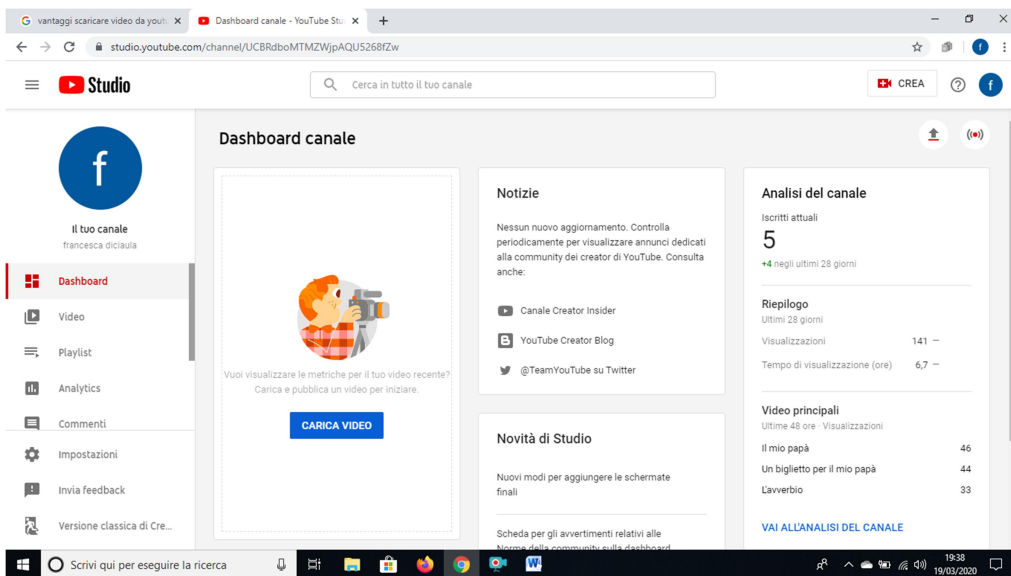 vantaggi scaricare video da youtu
Dashboard canale - YouTube Stu
studio.youtube.com/channel/UCBRdboMTMZWjpAQU5268fZw
f
Studio
Cerca in tutto il tuo canale
CREA
f
f
Il tuo canale
francesca diciaula
Dashboard
Video
Playlist
Analytics
Commenti
Impostazioni
Invia feedback
Versione classica di Cre...
Dashboard canale
Vuoi visualizzare le metriche per il tuo video recente?
Carica e pubblica un video per iniziare.
CARICA VIDEO
Notizie
Nessun nuovo aggiornamento. Controlla
periodicamente per visualizzare annunci dedicati
alla community dei creator di YouTube. Consulta
anche:
Canale Creator Insider
YouTube Creator Blog
@TeamYouTube su Twitter
Novità di Studio
Nuovi modi per aggiungere le schermate
finali
Scheda per gli avvertimenti relativi alle
Norme della community sulla dashboard
Analisi del canale
Iscritti attuali
5
+4 negli ultimi 28 giorni
Riepilogo
Ultimi 28 giorni
Visualizzazioni 141 —
Tempo di visualizzazione (ore) 6,7 —
Video principali
Ultime 48 ore · Visualizzazioni
Il mio papà 46
Un biglietto per il mio papà 44
L'avverbio 33
VAI ALL'ANALISI DEL CANALE
Scrivi qui per eseguire la ricerca
19:38
19/03/2020